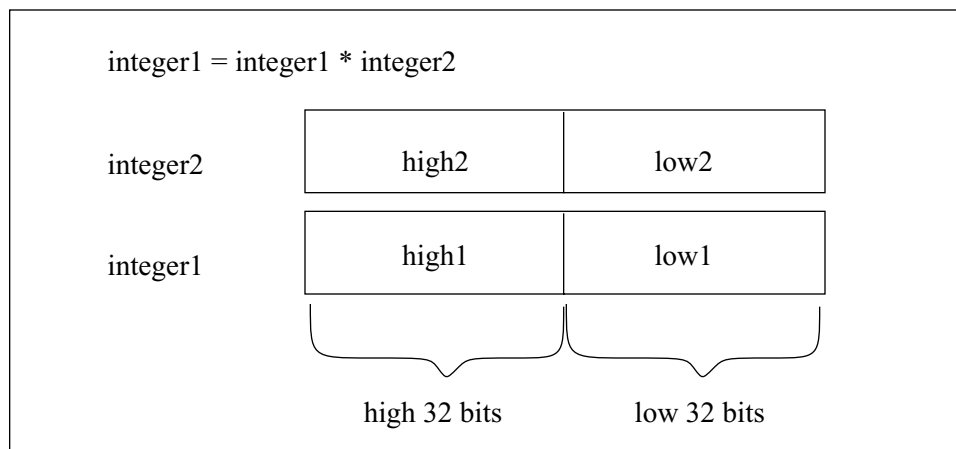 integer1 = integer1 * integer2
integer2 high2 low2
integer1 high1 low1
high 32 bits low 32 bits